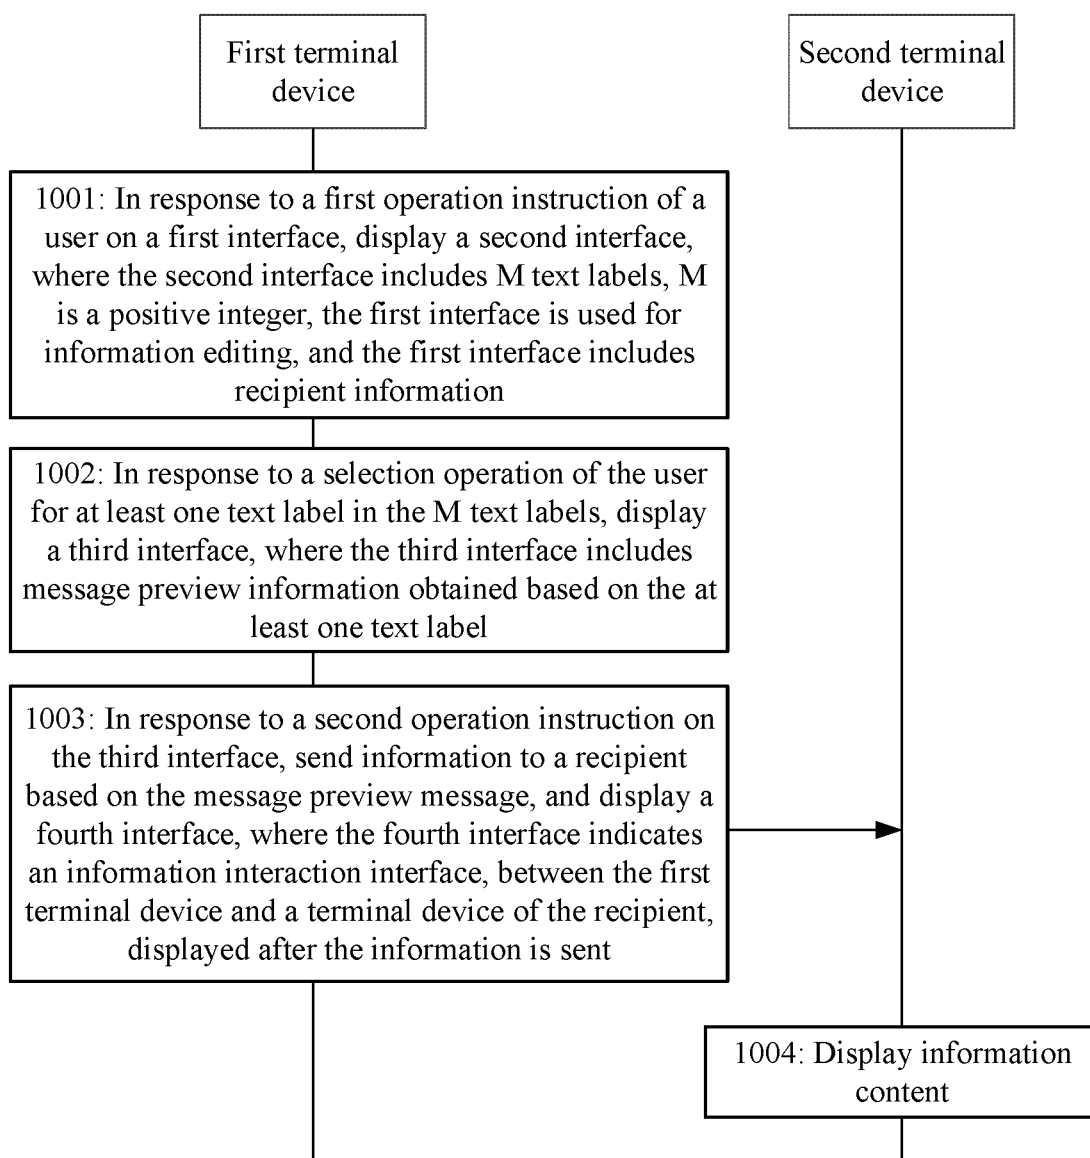 First terminal
device
Second terminal
device
1001: In response to a first operation instruction of a
user on a first interface, display a second interface,
where the second interface includes M text labels, M
is a positive integer, the first interface is used for
information editing, and the first interface includes
recipient information
1002: In response to a selection operation of the user
for at least one text label in the M text labels, display
a third interface, where the third interface includes
message preview information obtained based on the at
least one text label
1003: In response to a second operation instruction on
the third interface, send information to a recipient
based on the message preview message, and display a
fourth interface, where the fourth interface indicates
an information interaction interface, between the first
terminal device and a terminal device of the recipient,
displayed after the information is sent
1004: Display information
content